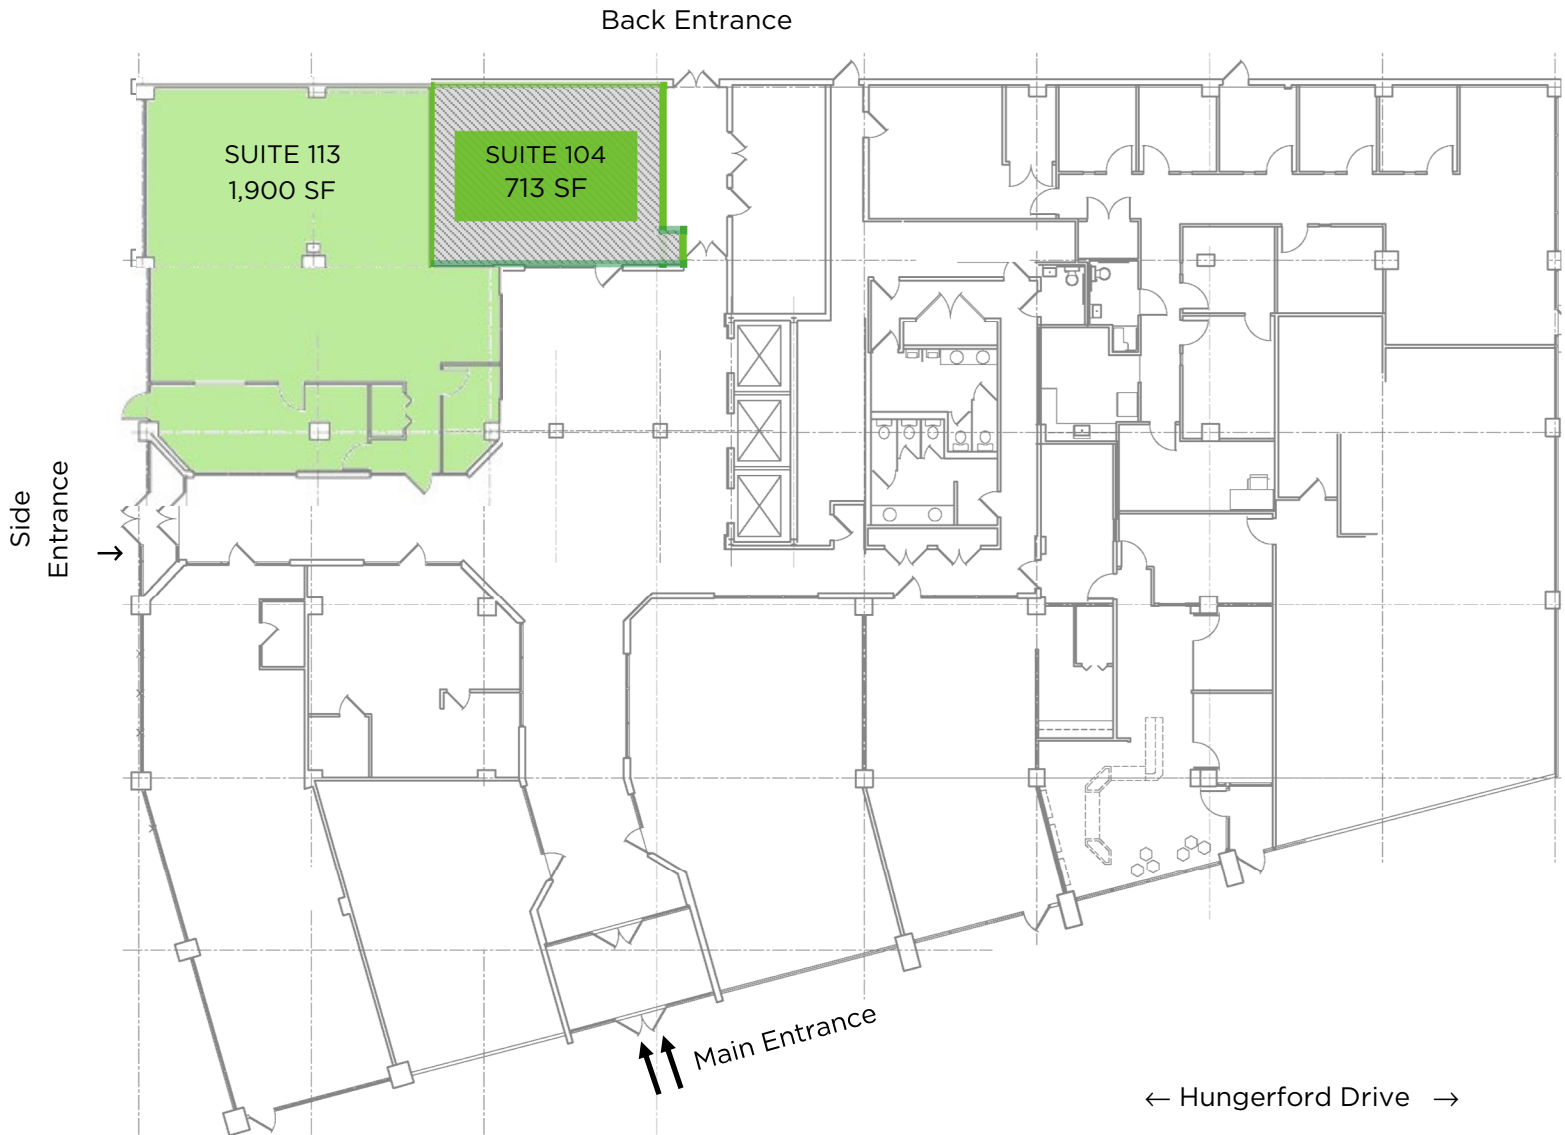 Back Entrance
SUITE 113
1,900 SF
SUITE 104
713 SF
Side
Entrance
→
Main Entrance
← Hungerford Drive →